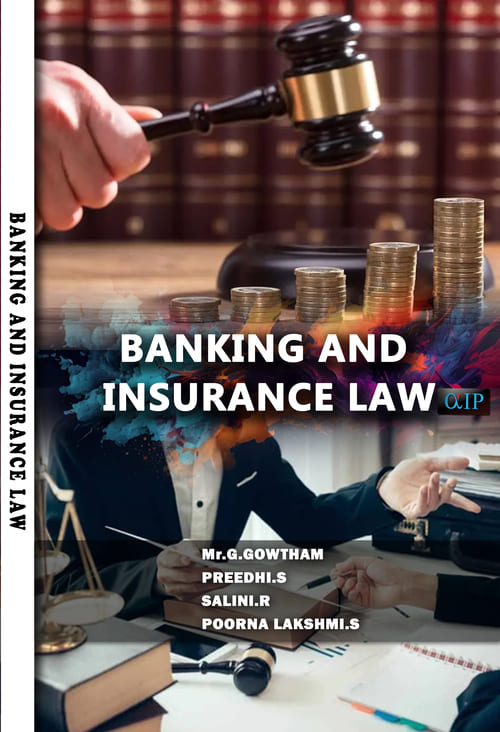 BANKING AND INSURANCE LAW
BANKING AND
INSURANCE LAW
αIP
Mr.G.GOWTHAM
PREEDHI.S
SALINI.R
POORNA LAKSHMI.S